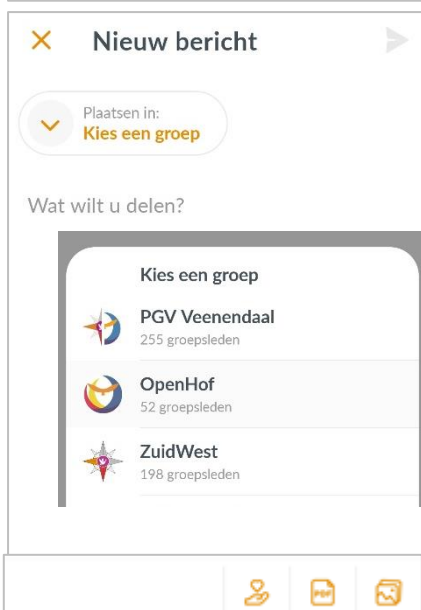 Nieuw bericht
Plaatsen in:
Kies een groep
Wat wilt u delen?
Kies een groep
PGV Veenendaal
255 groepsleden
OpenHof
52 groepsleden
ZuidWest
198 groepsleden
PDF